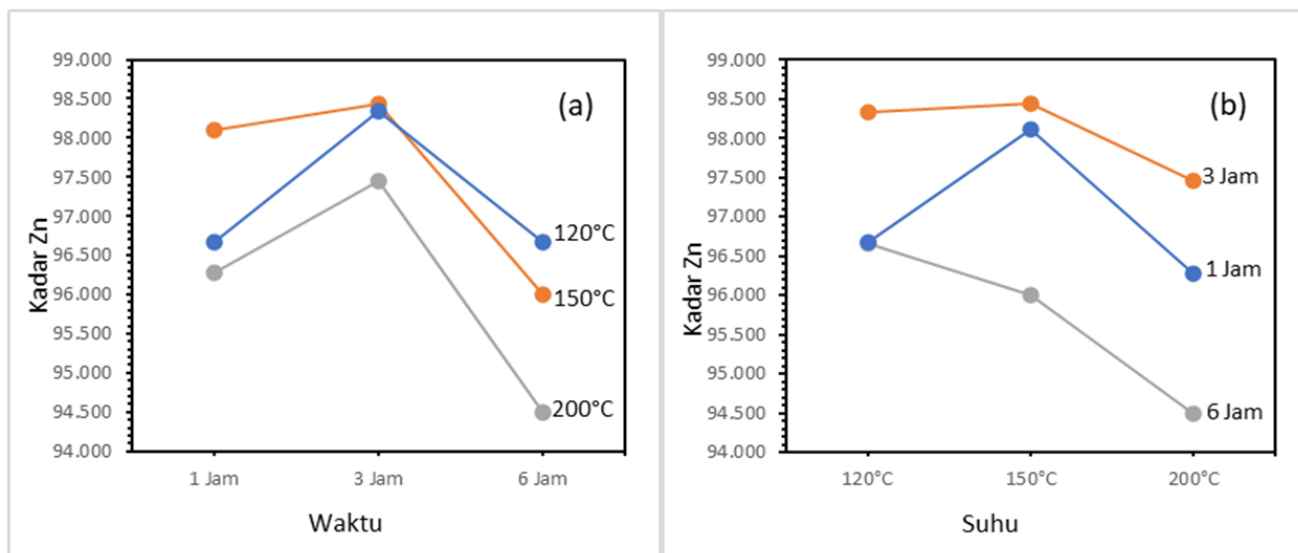 (a)
Kadar Zn
99.000
98.500
98.000
97.500
97.000
96.500
96.000
95.500
95.000
94.500
94.000
120°C
150°C
200°C
1 Jam
3 Jam
6 Jam
Waktu
(b)
Kadar Zn
99.000
98.500
98.000
97.500
97.000
96.500
96.000
95.500
95.000
94.500
94.000
3 Jam
1 Jam
6 Jam
120°C
150°C
200°C
Suhu